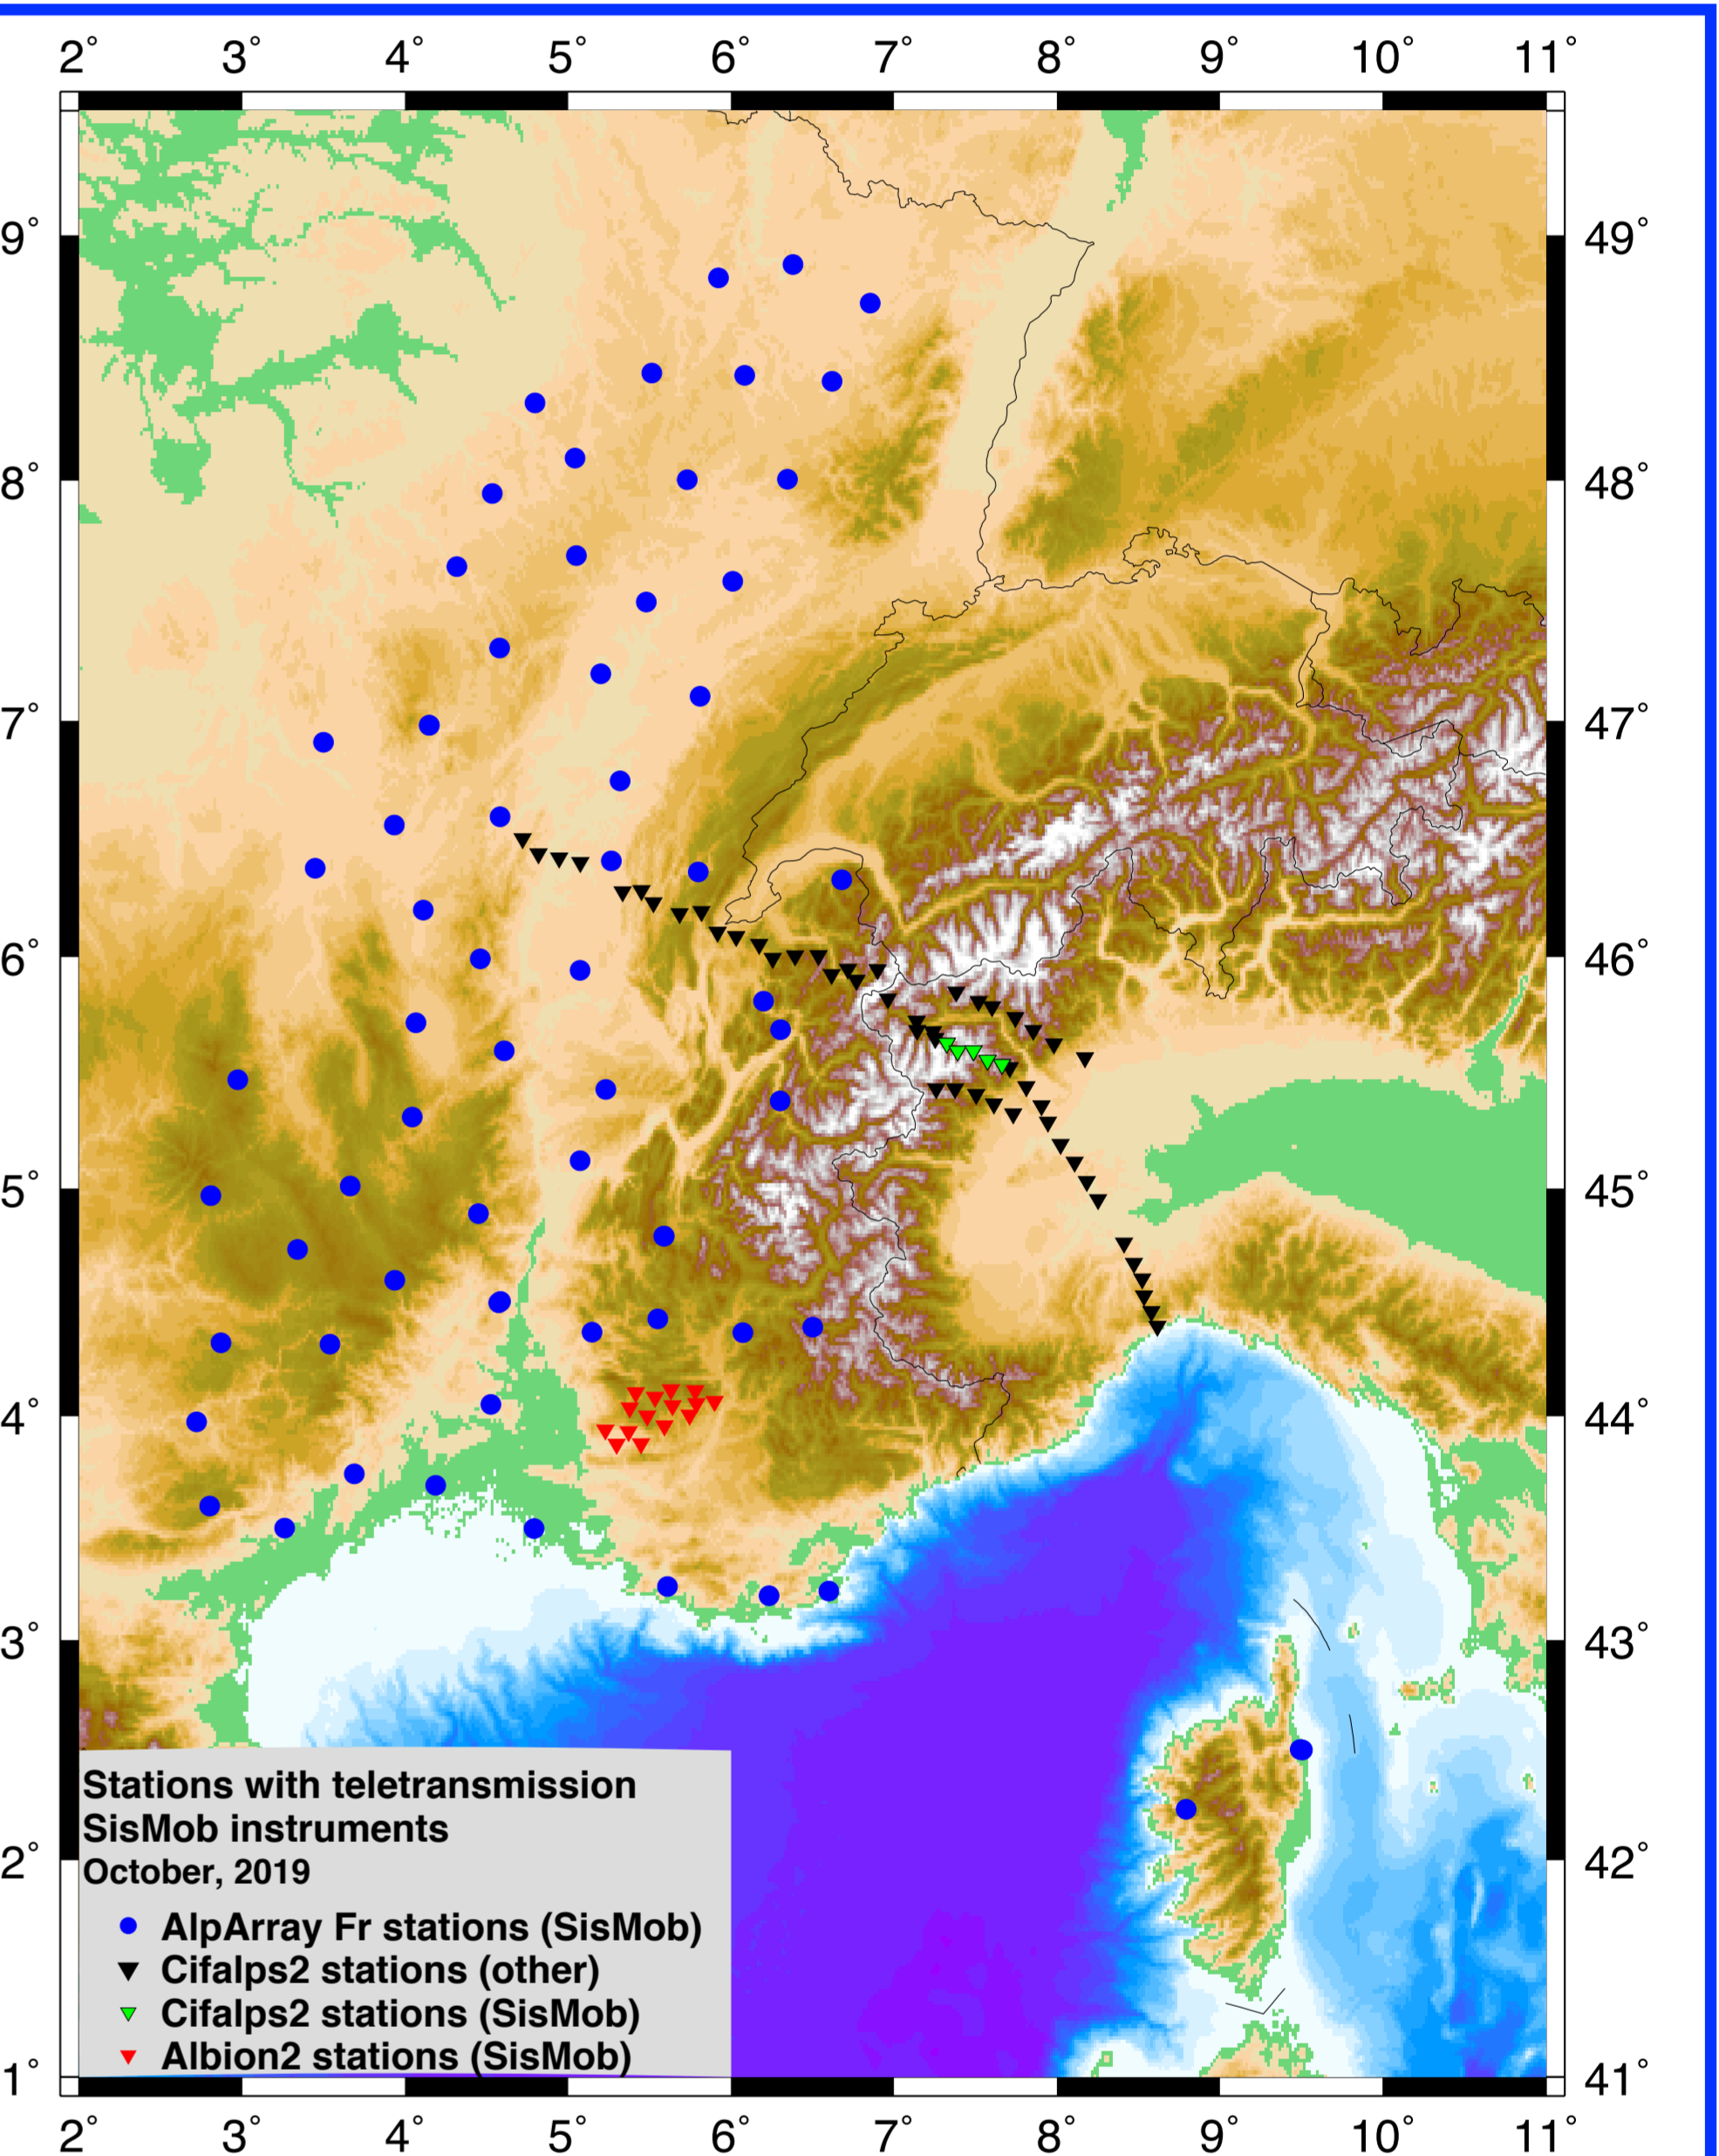 2° 3° 4° 5° 6° 7° 8° 9° 10° 11°
9° 49°
8° 48°
7° 47°
6° 46°
5° 45°
4° 44°
3° 43°
2° 42°
1° 41°
Stations with teletransmission
SisMob instruments
October, 2019
AlpArray Fr stations (SisMob)
Cifalps2 stations (other)
Cifalps2 stations (SisMob)
Albion2 stations (SisMob)
2° 3° 4° 5° 6° 7° 8° 9° 10° 11°